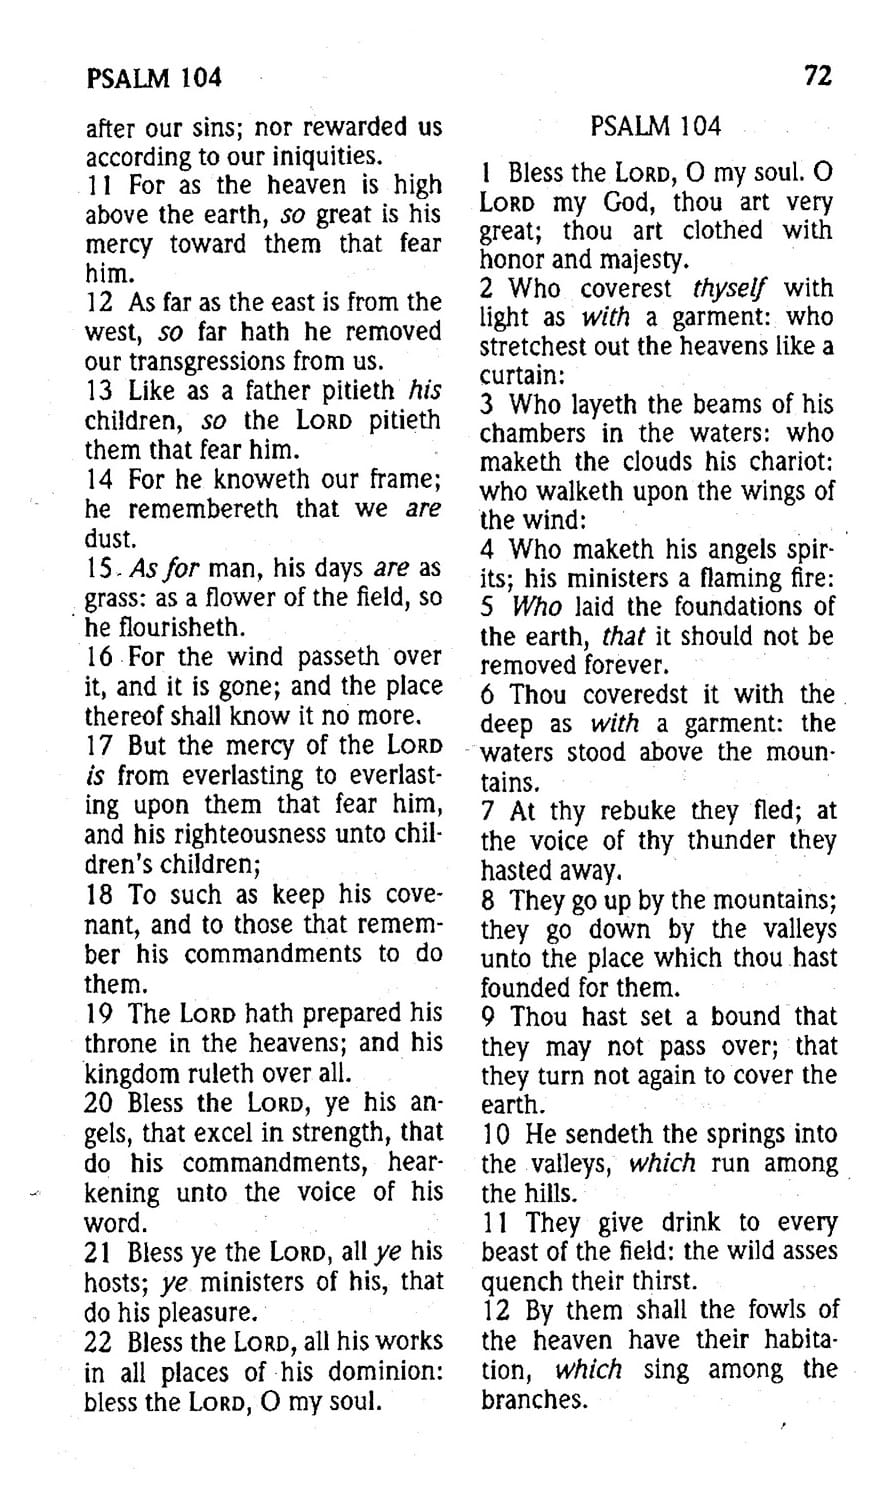 PSALM 104
72
after our sins; nor rewarded us
according to our iniquities.
11 For as the heaven is high
above the earth, so great is his
mercy toward them that fear
him.
12 As far as the east is from the
west, so far hath he removed
our transgressions from us.
13 Like as a father pitieth his
children, so the LORD pitieth
them that fear him.
14 For he knoweth our frame;
he remembereth that we are
dust.
15 As for man, his days are as
grass: as a flower of the field, so
he flourisheth.
16 For the wind passeth over
it, and it is gone; and the place
thereof shall know it no more.
17 But the mercy of the LORD
is from everlasting to everlast-
ing upon them that fear him,
and his righteousness unto chil-
dren's children;
18 To such as keep his cove-
nant, and to those that remem-
ber his commandments to do
them.
19 The LORD hath prepared his
throne in the heavens; and his
kingdom ruleth over all.
20 Bless the LORD, ye his an-
gels, that excel in strength, that
do his commandments, hear-
kening unto the voice of his
word.
21 Bless ye the LORD, all ye his
hosts; ye ministers of his, that
do his pleasure.
22 Bless the LORD, all his works
in all places of his dominion:
bless the LORD, O my soul.
PSALM 104
1 Bless the LORD, O my soul. O
LORD my God, thou art very
great; thou art clothed with
honor and majesty.
2 Who coverest thyself with
light as with a garment: who
stretchest out the heavens like a
curtain:
3 Who layeth the beams of his
chambers in the waters: who
maketh the clouds his chariot:
who walketh upon the wings of
the wind:
4 Who maketh his angels spir-
its; his ministers a flaming fire:
5 Who laid the foundations of
the earth, that it should not be
removed forever.
6 Thou coveredst it with the
deep as with a garment: the
waters stood above the moun-
tains.
7 At thy rebuke they fled; at
the voice of thy thunder they
hasted away.
8 They go up by the mountains;
they go down by the valleys
unto the place which thou hast
founded for them.
9 Thou hast set a bound that
they may not pass over; that
they turn not again to cover the
earth.
10 He sendeth the springs into
the valleys, which run among
the hills.
11 They give drink to every
beast of the field: the wild asses
quench their thirst.
12 By them shall the fowls of
the heaven have their habita-
tion, which sing among the
branches.